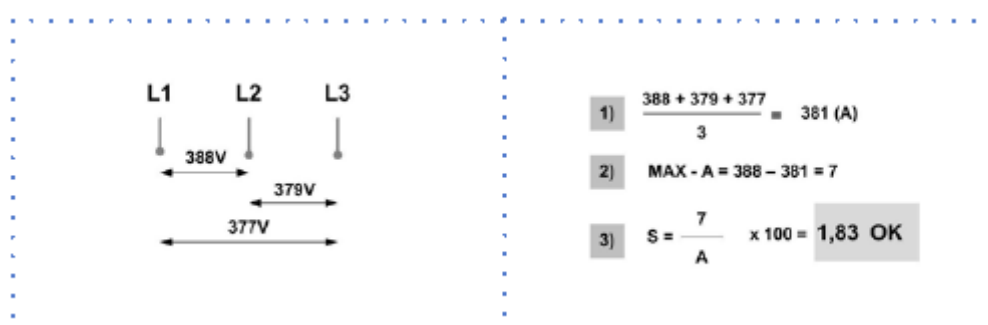 L1 L2 L3
388V
379V
377V
1) 388 + 379 + 377
3
= 381 (A)
2) MAX - A = 388 – 381 = 7
3) S = 7
A
x 100 = 1,83 OK